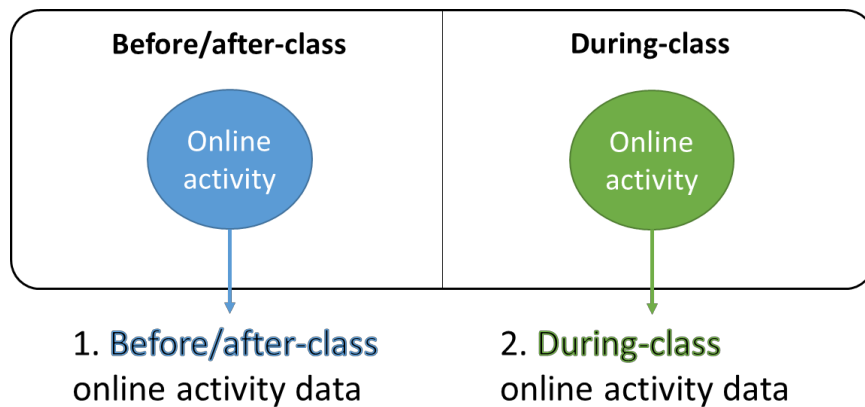 Before/after-class
During-class
Online
activity
Online
activity
1. Before/after-class
online activity data
2. During-class
online activity data